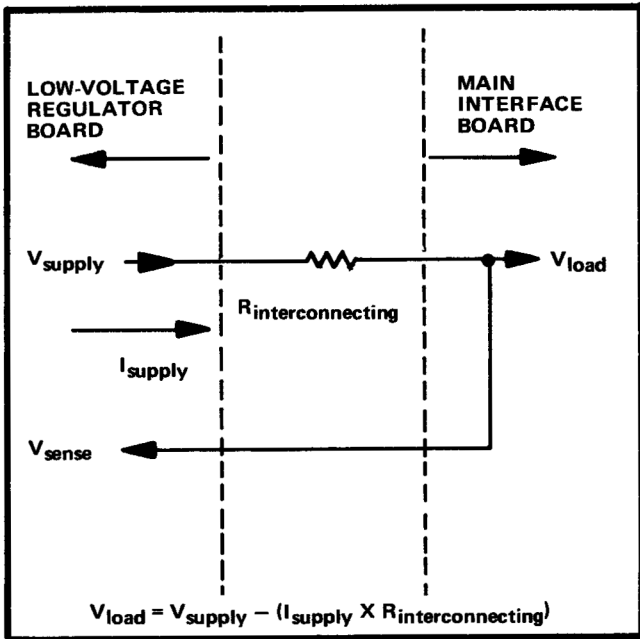 LOW-VOLTAGE
REGULATOR
BOARD
MAIN
INTERFACE
BOARD
Vsupply
Vload
Rinterconnecting
Isupply
Vsense
Vload = Vsupply – (Isupply X Rinterconnecting)